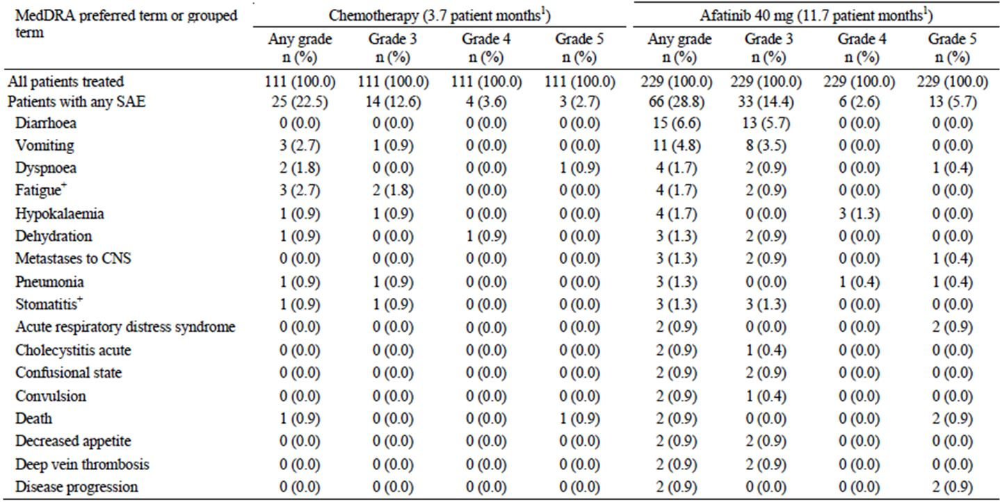 MedDRA preferred term or grouped term Chemotherapy (3.7 patient months¹) Afatinib 40 mg (11.7 patient months¹)
Any grade n (%) Grade 3 n (%) Grade 4 n (%) Grade 5 n (%) Any grade n (%) Grade 3 n (%) Grade 4 n (%) Grade 5 n (%)
All patients treated 111 (100.0) 111 (100.0) 111 (100.0) 111 (100.0) 229 (100.0) 229 (100.0) 229 (100.0) 229 (100.0)
Patients with any SAE 25 (22.5) 14 (12.6) 4 (3.6) 3 (2.7) 66 (28.8) 33 (14.4) 6 (2.6) 13 (5.7)
Diarrhoea 0 (0.0) 0 (0.0) 0 (0.0) 0 (0.0) 15 (6.6) 13 (5.7) 0 (0.0) 0 (0.0)
Vomiting 3 (2.7) 1 (0.9) 0 (0.0) 0 (0.0) 11 (4.8) 8 (3.5) 0 (0.0) 0 (0.0)
Dyspnoea 2 (1.8) 0 (0.0) 0 (0.0) 1 (0.9) 4 (1.7) 2 (0.9) 0 (0.0) 1 (0.4)
Fatigue⁺ 3 (2.7) 2 (1.8) 0 (0.0) 0 (0.0) 4 (1.7) 2 (0.9) 0 (0.0) 0 (0.0)
Hypokalaemia 1 (0.9) 1 (0.9) 0 (0.0) 0 (0.0) 4 (1.7) 0 (0.0) 3 (1.3) 0 (0.0)
Dehydration 1 (0.9) 0 (0.0) 1 (0.9) 0 (0.0) 3 (1.3) 2 (0.9) 0 (0.0) 0 (0.0)
Metastases to CNS 0 (0.0) 0 (0.0) 0 (0.0) 0 (0.0) 3 (1.3) 2 (0.9) 0 (0.0) 1 (0.4)
Pneumonia 1 (0.9) 1 (0.9) 0 (0.0) 0 (0.0) 3 (1.3) 0 (0.0) 1 (0.4) 1 (0.4)
Stomatitis⁺ 1 (0.9) 1 (0.9) 0 (0.0) 0 (0.0) 3 (1.3) 3 (1.3) 0 (0.0) 0 (0.0)
Acute respiratory distress syndrome 0 (0.0) 0 (0.0) 0 (0.0) 0 (0.0) 2 (0.9) 0 (0.0) 0 (0.0) 2 (0.9)
Cholecystitis acute 0 (0.0) 0 (0.0) 0 (0.0) 0 (0.0) 2 (0.9) 1 (0.4) 0 (0.0) 0 (0.0)
Confusional state 0 (0.0) 0 (0.0) 0 (0.0) 0 (0.0) 2 (0.9) 2 (0.9) 0 (0.0) 0 (0.0)
Convulsion 0 (0.0) 0 (0.0) 0 (0.0) 0 (0.0) 2 (0.9) 1 (0.4) 0 (0.0) 0 (0.0)
Death 1 (0.9) 0 (0.0) 0 (0.0) 1 (0.9) 2 (0.9) 0 (0.0) 0 (0.0) 2 (0.9)
Decreased appetite 0 (0.0) 0 (0.0) 0 (0.0) 0 (0.0) 2 (0.9) 2 (0.9) 0 (0.0) 0 (0.0)
Deep vein thrombosis 0 (0.0) 0 (0.0) 0 (0.0) 0 (0.0) 2 (0.9) 2 (0.9) 0 (0.0) 0 (0.0)
Disease progression 0 (0.0) 0 (0.0) 0 (0.0) 0 (0.0) 2 (0.9) 0 (0.0) 0 (0.0) 2 (0.9)